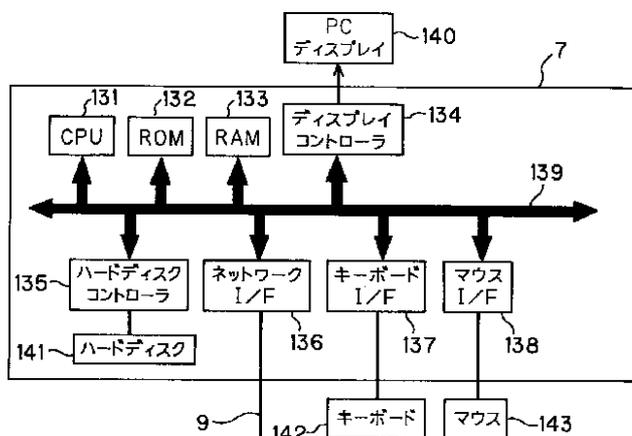 PC
ディスプレイ
140
7
131
132
133
CPU
ROM
RAM
ディスプレイ
コントローラ
134
139
135
ハードディスク
コントローラ
ネットワーク
I/F
キーボード
I/F
マウス
I/F
136
137
138
141
ハードディスク
9
142
キーボード
マウス
143